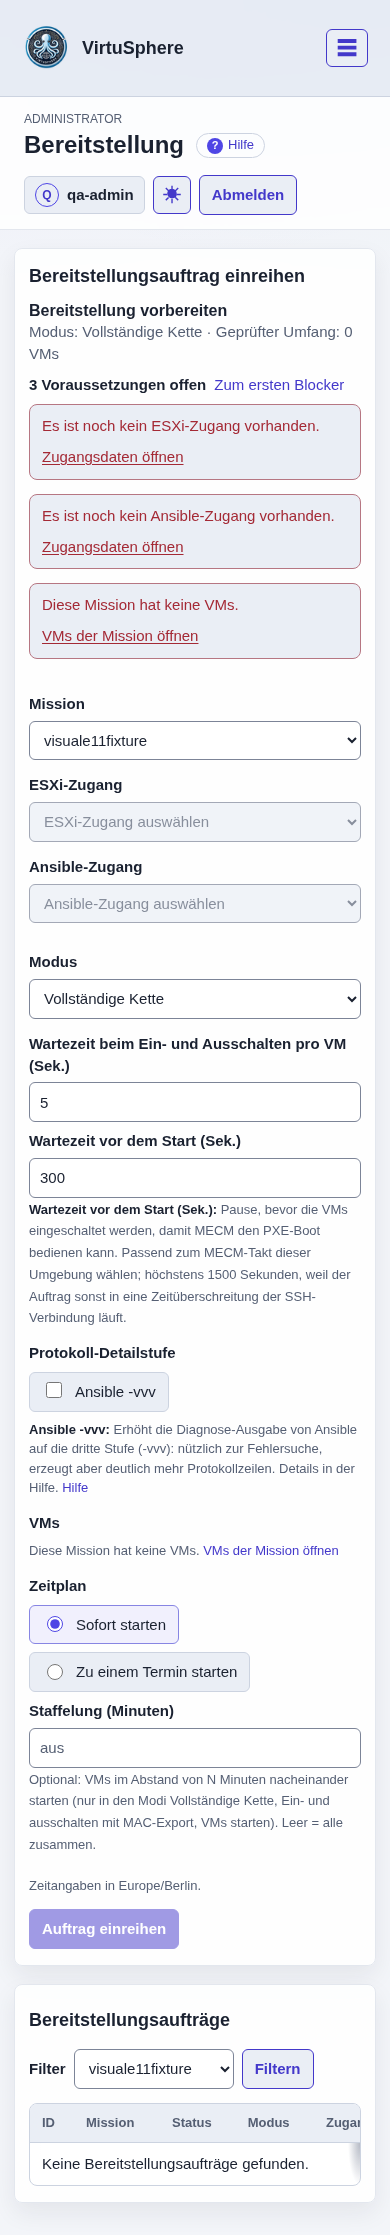 VirtuSphere
ADMINISTRATOR
Bereitstellung
? Hilfe
Q qa-admin
Abmelden
Bereitstellungsauftrag einreihen
Bereitstellung vorbereiten
Modus: Vollständige Kette · Geprüfter Umfang: 0
VMs
3 Voraussetzungen offen Zum ersten Blocker
Es ist noch kein ESXi-Zugang vorhanden.
Zugangsdaten öffnen
Es ist noch kein Ansible-Zugang vorhanden.
Zugangsdaten öffnen
Diese Mission hat keine VMs.
VMs der Mission öffnen
Mission
visuale11fixture
ESXi-Zugang
ESXi-Zugang auswählen
Ansible-Zugang
Ansible-Zugang auswählen
Modus
Vollständige Kette
Wartezeit beim Ein- und Ausschalten pro VM
(Sek.)
5
Wartezeit vor dem Start (Sek.)
300
Wartezeit vor dem Start (Sek.): Pause, bevor die VMs
eingeschaltet werden, damit MECM den PXE-Boot
bedienen kann. Passend zum MECM-Takt dieser
Umgebung wählen; höchstens 1500 Sekunden, weil der
Auftrag sonst in eine Zeitüberschreitung der SSH-
Verbindung läuft.
Protokoll-Detailstufe
Ansible -vvv
Ansible -vvv: Erhöht die Diagnose-Ausgabe von Ansible
auf die dritte Stufe (-vvv): nützlich zur Fehlersuche,
erzeugt aber deutlich mehr Protokollzeilen. Details in der
Hilfe. Hilfe
VMs
Diese Mission hat keine VMs. VMs der Mission öffnen
Zeitplan
Sofort starten
Zu einem Termin starten
Staffelung (Minuten)
aus
Optional: VMs im Abstand von N Minuten nacheinander
starten (nur in den Modi Vollständige Kette, Ein- und
ausschalten mit MAC-Export, VMs starten). Leer = alle
zusammen.
Zeitangaben in Europe/Berlin.
Auftrag einreihen
Bereitstellungsaufträge
Filter visuale11fixture Filtern
ID Mission Status Modus Zugar
Keine Bereitstellungsaufträge gefunden.